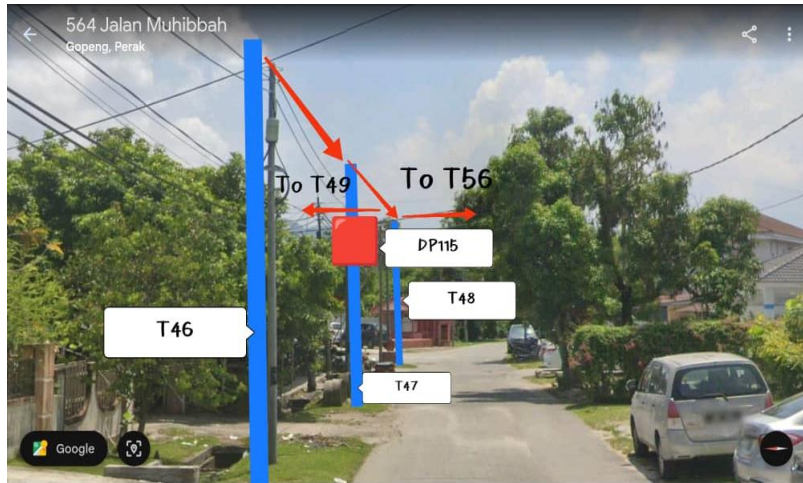 564 Jalan Muhibbah
Gopeng, Perak
To T49
To T56
DP115
T48
T46
T47
Google